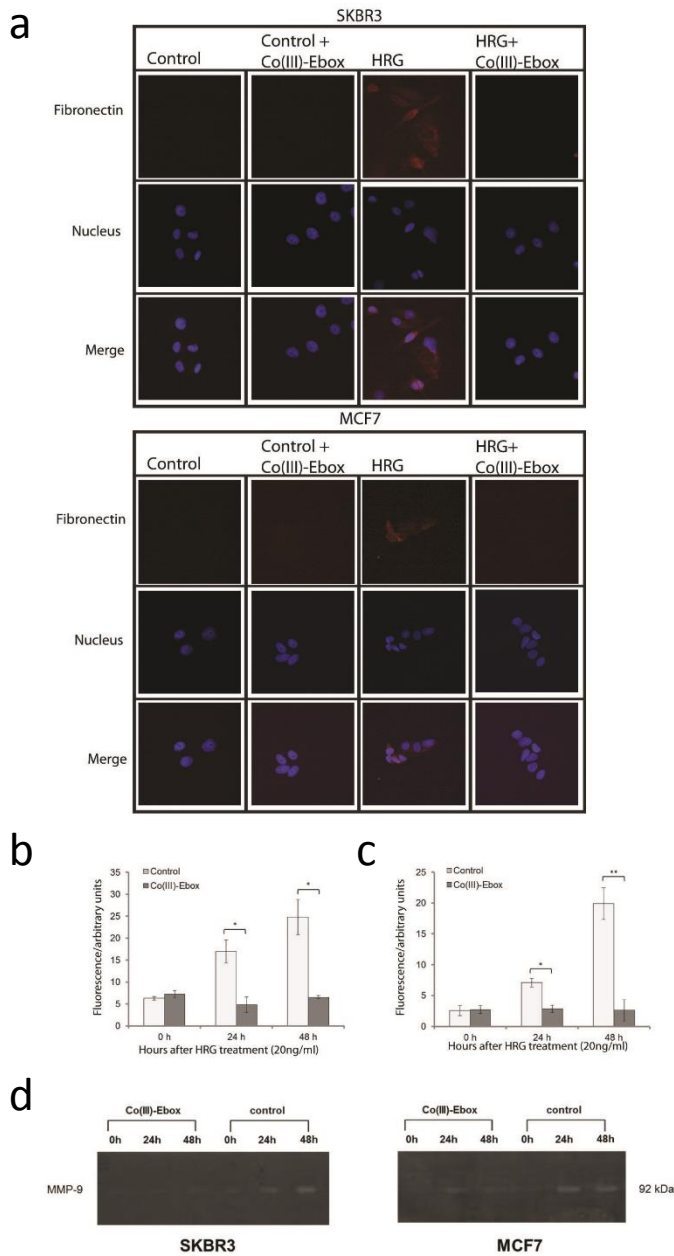 a
SKBR3
Control
Control +
Co(III)-Ebox
HRG
HRG+
Co(III)-Ebox
Fibronectin
Nucleus
Merge
MCF7
Control
Control +
Co(III)-Ebox
HRG
HRG+
Co(III)-Ebox
Fibronectin
Nucleus
Merge
b
Fluorescence/arbitrary units
35
30
25
20
15
10
5
0
Control
Co(III)-Ebox
*
*
0 h
24 h
48 h
Hours after HRG treatment (20ng/ml)
c
Fluorescence/arbitrary units
25
20
15
10
5
0
Control
Co(III)-Ebox
*
**
0 h
24 h
48 h
Hours after HRG treatment (20ng/ml)
d
Co(III)-Ebox control
0h 24h 48h 0h 24h 48h
MMP-9
SKBR3
Co(III)-Ebox control
0h 24h 48h 0h 24h 48h
92 kDa
MCF7